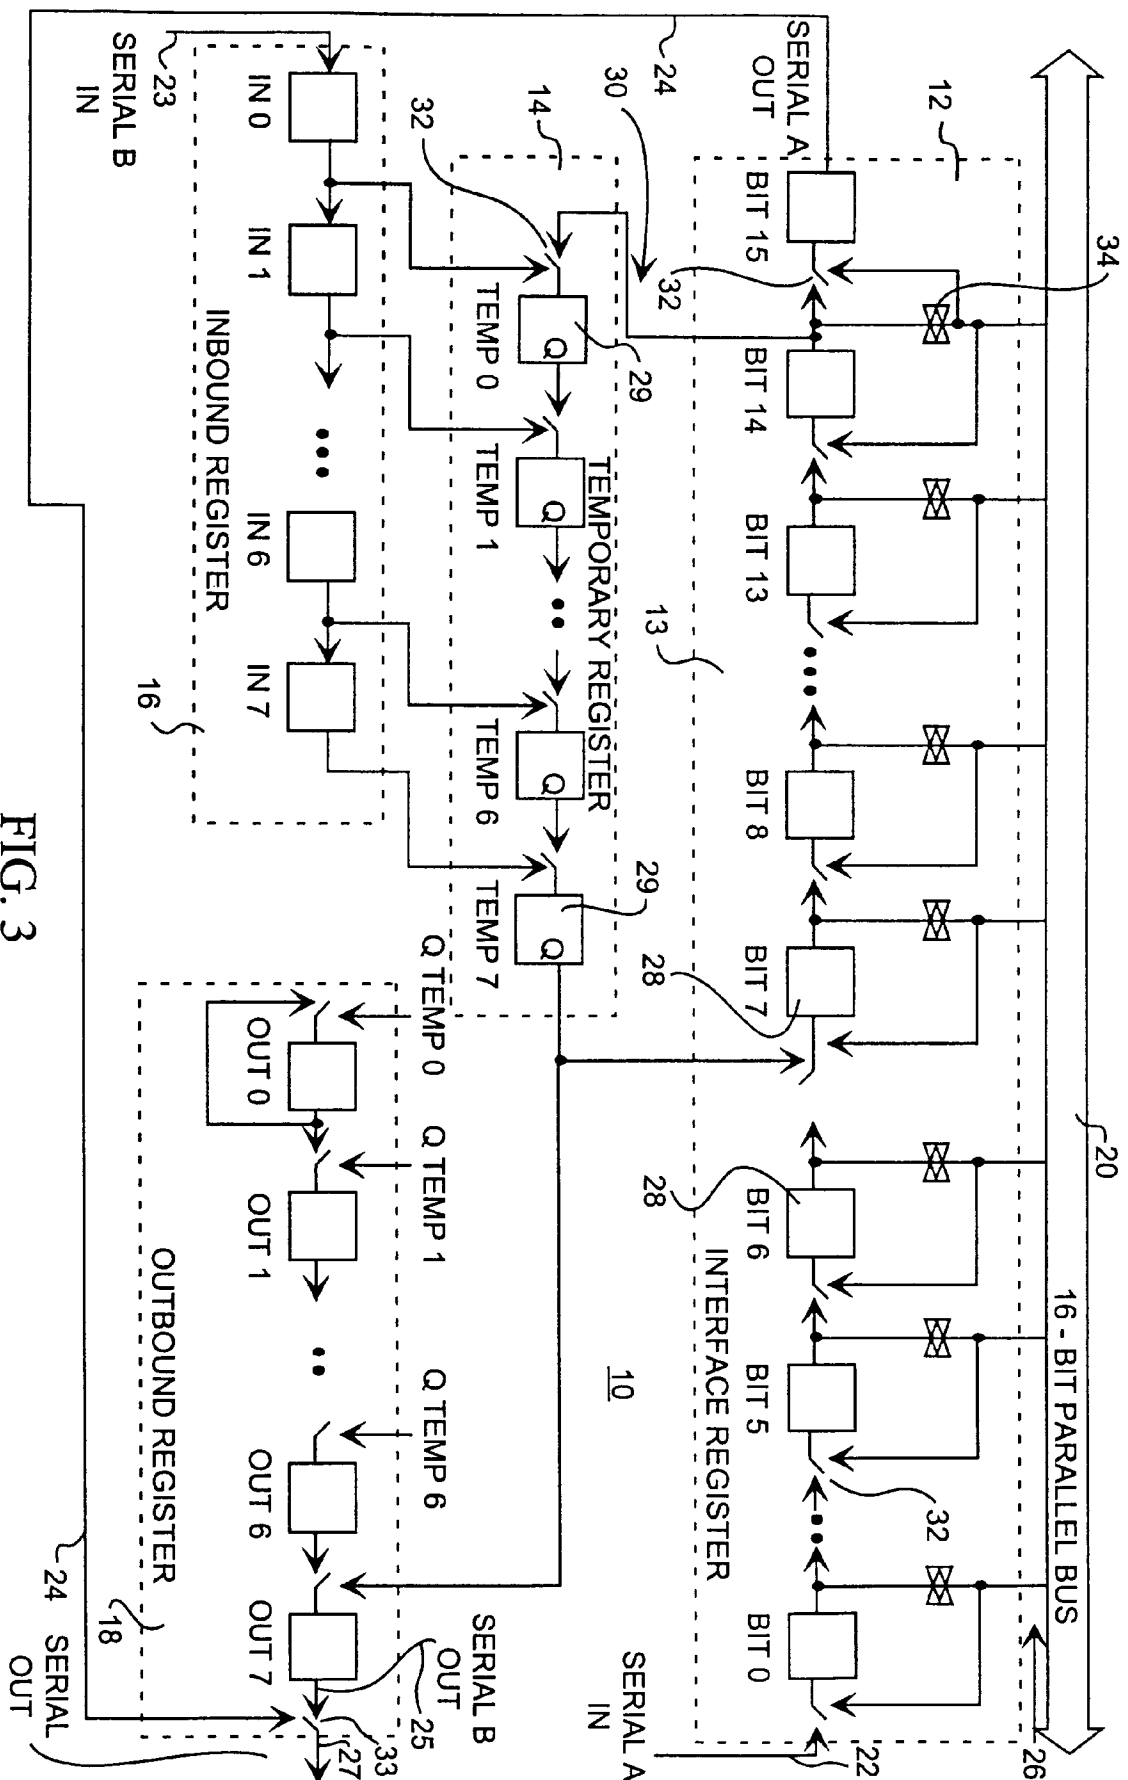 34
20
16 - BIT PARALLEL BUS
26
12
24
SERIAL A
OUT
BIT 15
BIT 14
BIT 13
BIT 8
BIT 7
BIT 6
BIT 5
BIT 0
22
SERIAL A
IN
32
32
28
28
13
INTERFACE REGISTER
30
10
14
32
29
29
TEMPORARY REGISTER
Q
Q
Q
Q
TEMP 0
TEMP 1
TEMP 6
TEMP 7
Q TEMP 0
Q TEMP 1
Q TEMP 6
SERIAL B
OUT
25
23
SERIAL B
IN
IN 0
IN 1
IN 6
IN 7
INBOUND REGISTER
16
OUT 0
OUT 1
OUT 6
OUT 7
33
27
OUTBOUND REGISTER
18
24
SERIAL
OUT
FIG. 3